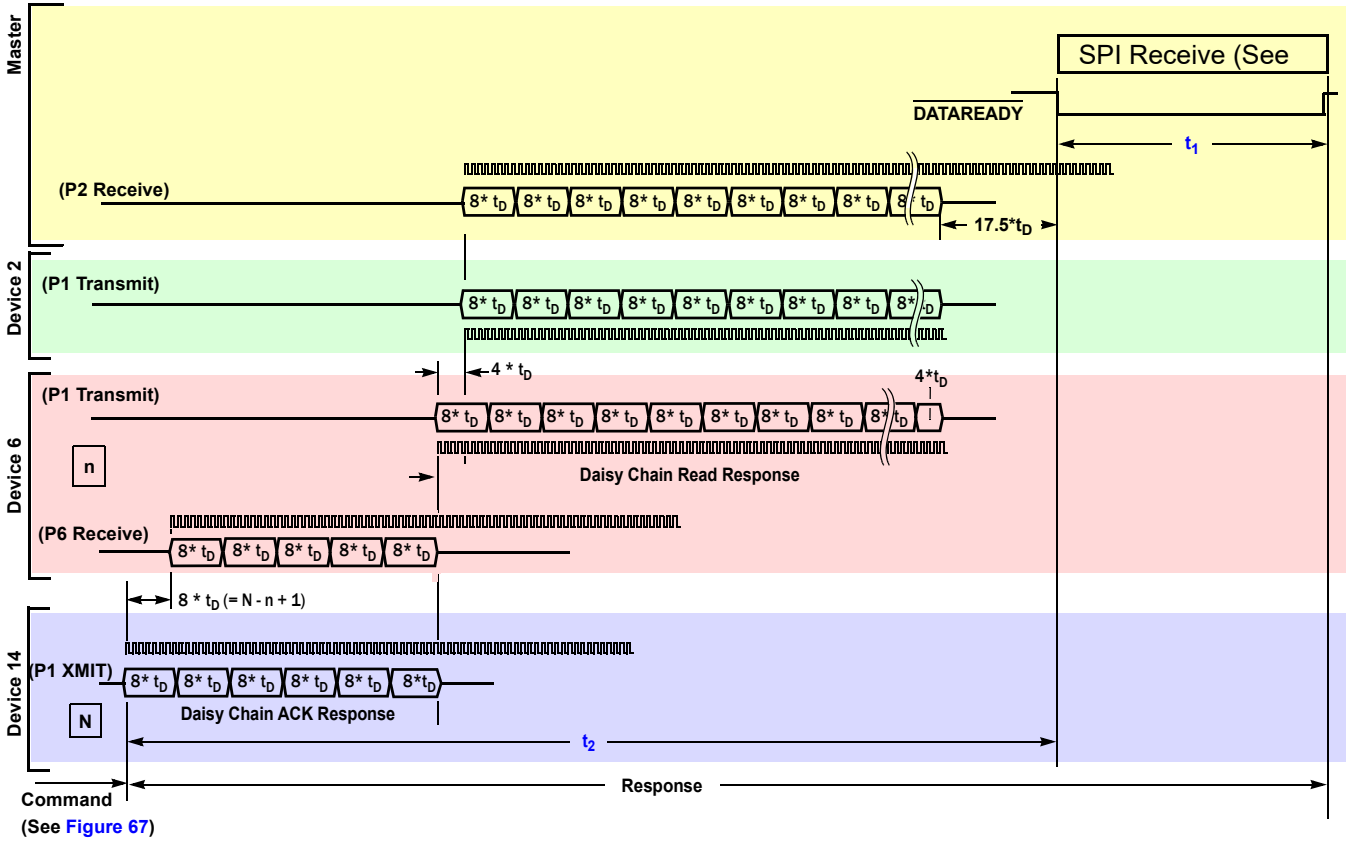 Master
SPI Receive (See
DATAREADY
t1
(P2 Receive)
8* tD 8* tD 8* tD 8* tD 8* tD 8* tD 8* tD 8* tD 8* tD
17.5*tD
Device 2
(P1 Transmit)
8* tD 8* tD 8* tD 8* tD 8* tD 8* tD 8* tD 8* tD 8* tD
4 * tD
Device 6
(P1 Transmit)
4*tD
8* tD 8* tD 8* tD 8* tD 8* tD 8* tD 8* tD 8* tD 8* tD
n
Daisy Chain Read Response
(P6 Receive)
8* tD 8* tD 8* tD 8* tD 8* tD
8 * tD (= N - n + 1)
Device 14
(P1 XMIT)
8* tD 8* tD 8* tD 8* tD 8* tD 8*tD
N
Daisy Chain ACK Response
t2
Response
Command
(See Figure 67)